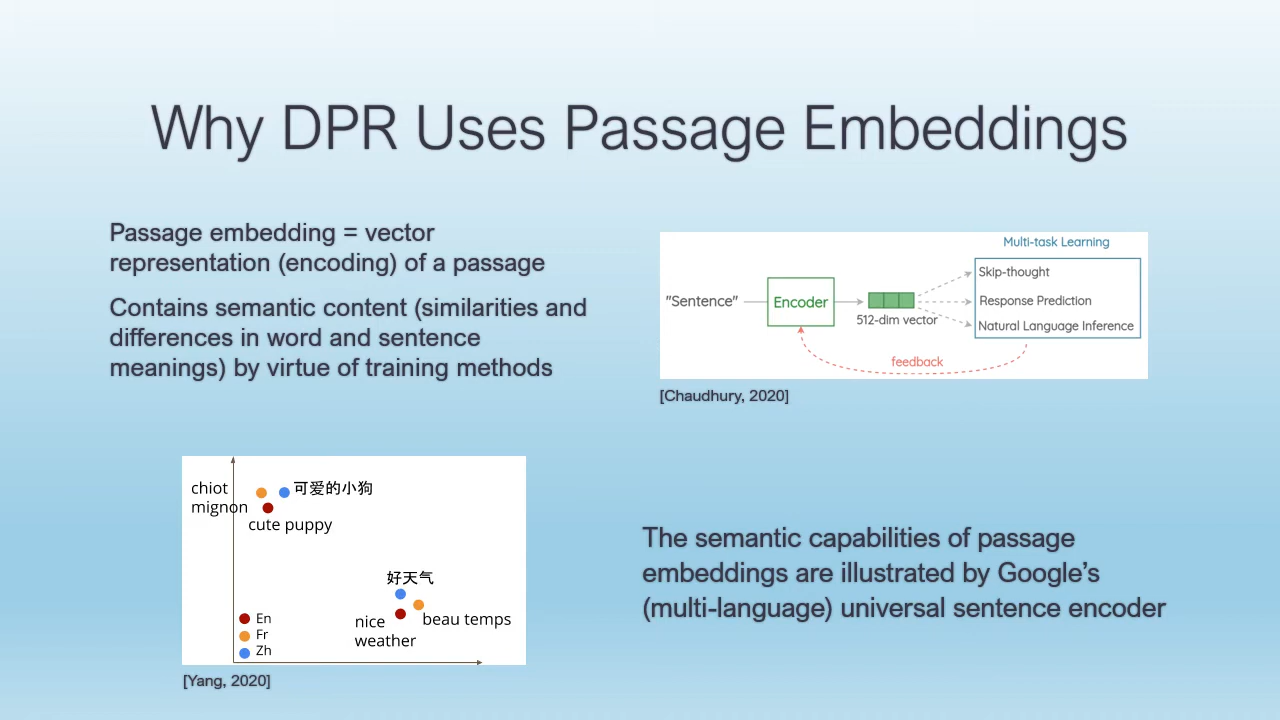 Why DPR Uses Passage Embeddings
Passage embedding = vector
representation (encoding) of a passage
Contains semantic content (similarities and
differences in word and sentence
meanings) by virtue of training methods
Multi-task Learning
"Sentence"
Encoder
512-dim vector
Skip-thought
Response Prediction
Natural Language Inference
feedback
[Chaudhury, 2020]
chiot
mignon
可爱的小狗
cute puppy
好天气
nice
weather
beau temps
En
Fr
Zh
[Yang, 2020]
The semantic capabilities of passage
embeddings are illustrated by Google’s
(multi-language) universal sentence encoder